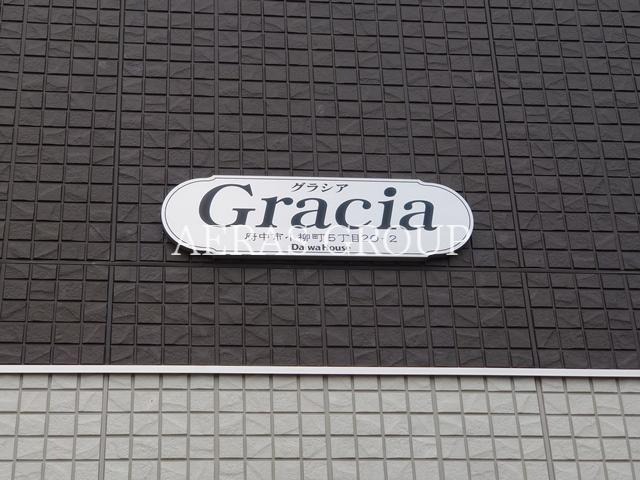 グラシア
Gracia
府中市小柳町5丁目20-2
DaiwaHouse
AERAS GROUP